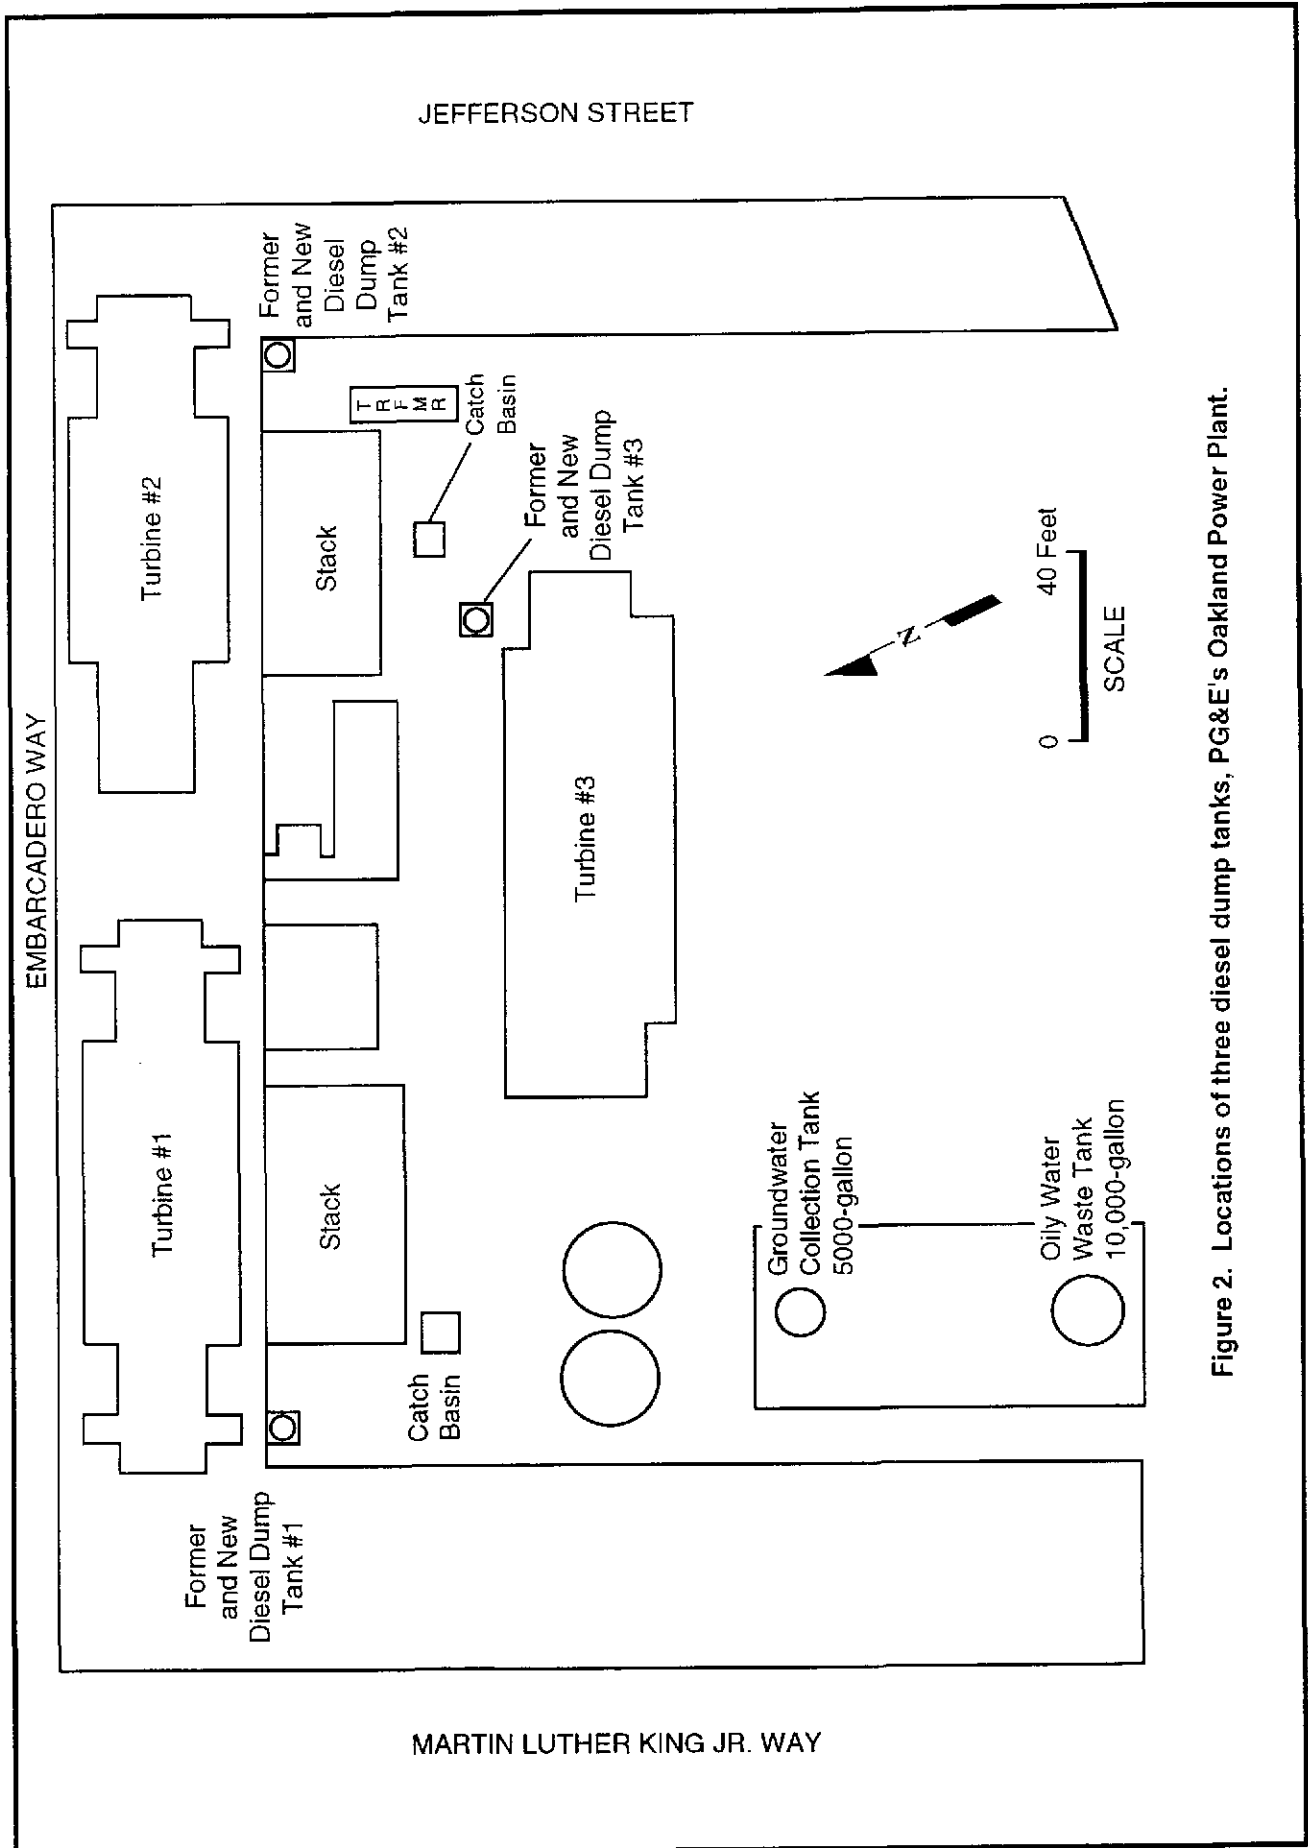 EMBARCADERO WAY
JEFFERSON STREET
MARTIN LUTHER KING JR. WAY
Turbine #1
Turbine #2
Former
and New
Diesel Dump
Tank #1
Former
and New
Diesel
Dump
Tank #2
Stack
Stack
T
R
F
M
R
Catch
Basin
Catch
Basin
Former
and New
Diesel Dump
Tank #3
Turbine #3
Groundwater
Collection Tank
5000-gallon
Oily Water
Waste Tank
10,000-gallon
N
0
40 Feet
SCALE
Figure 2. Locations of three diesel dump tanks, PG&E's Oakland Power Plant.